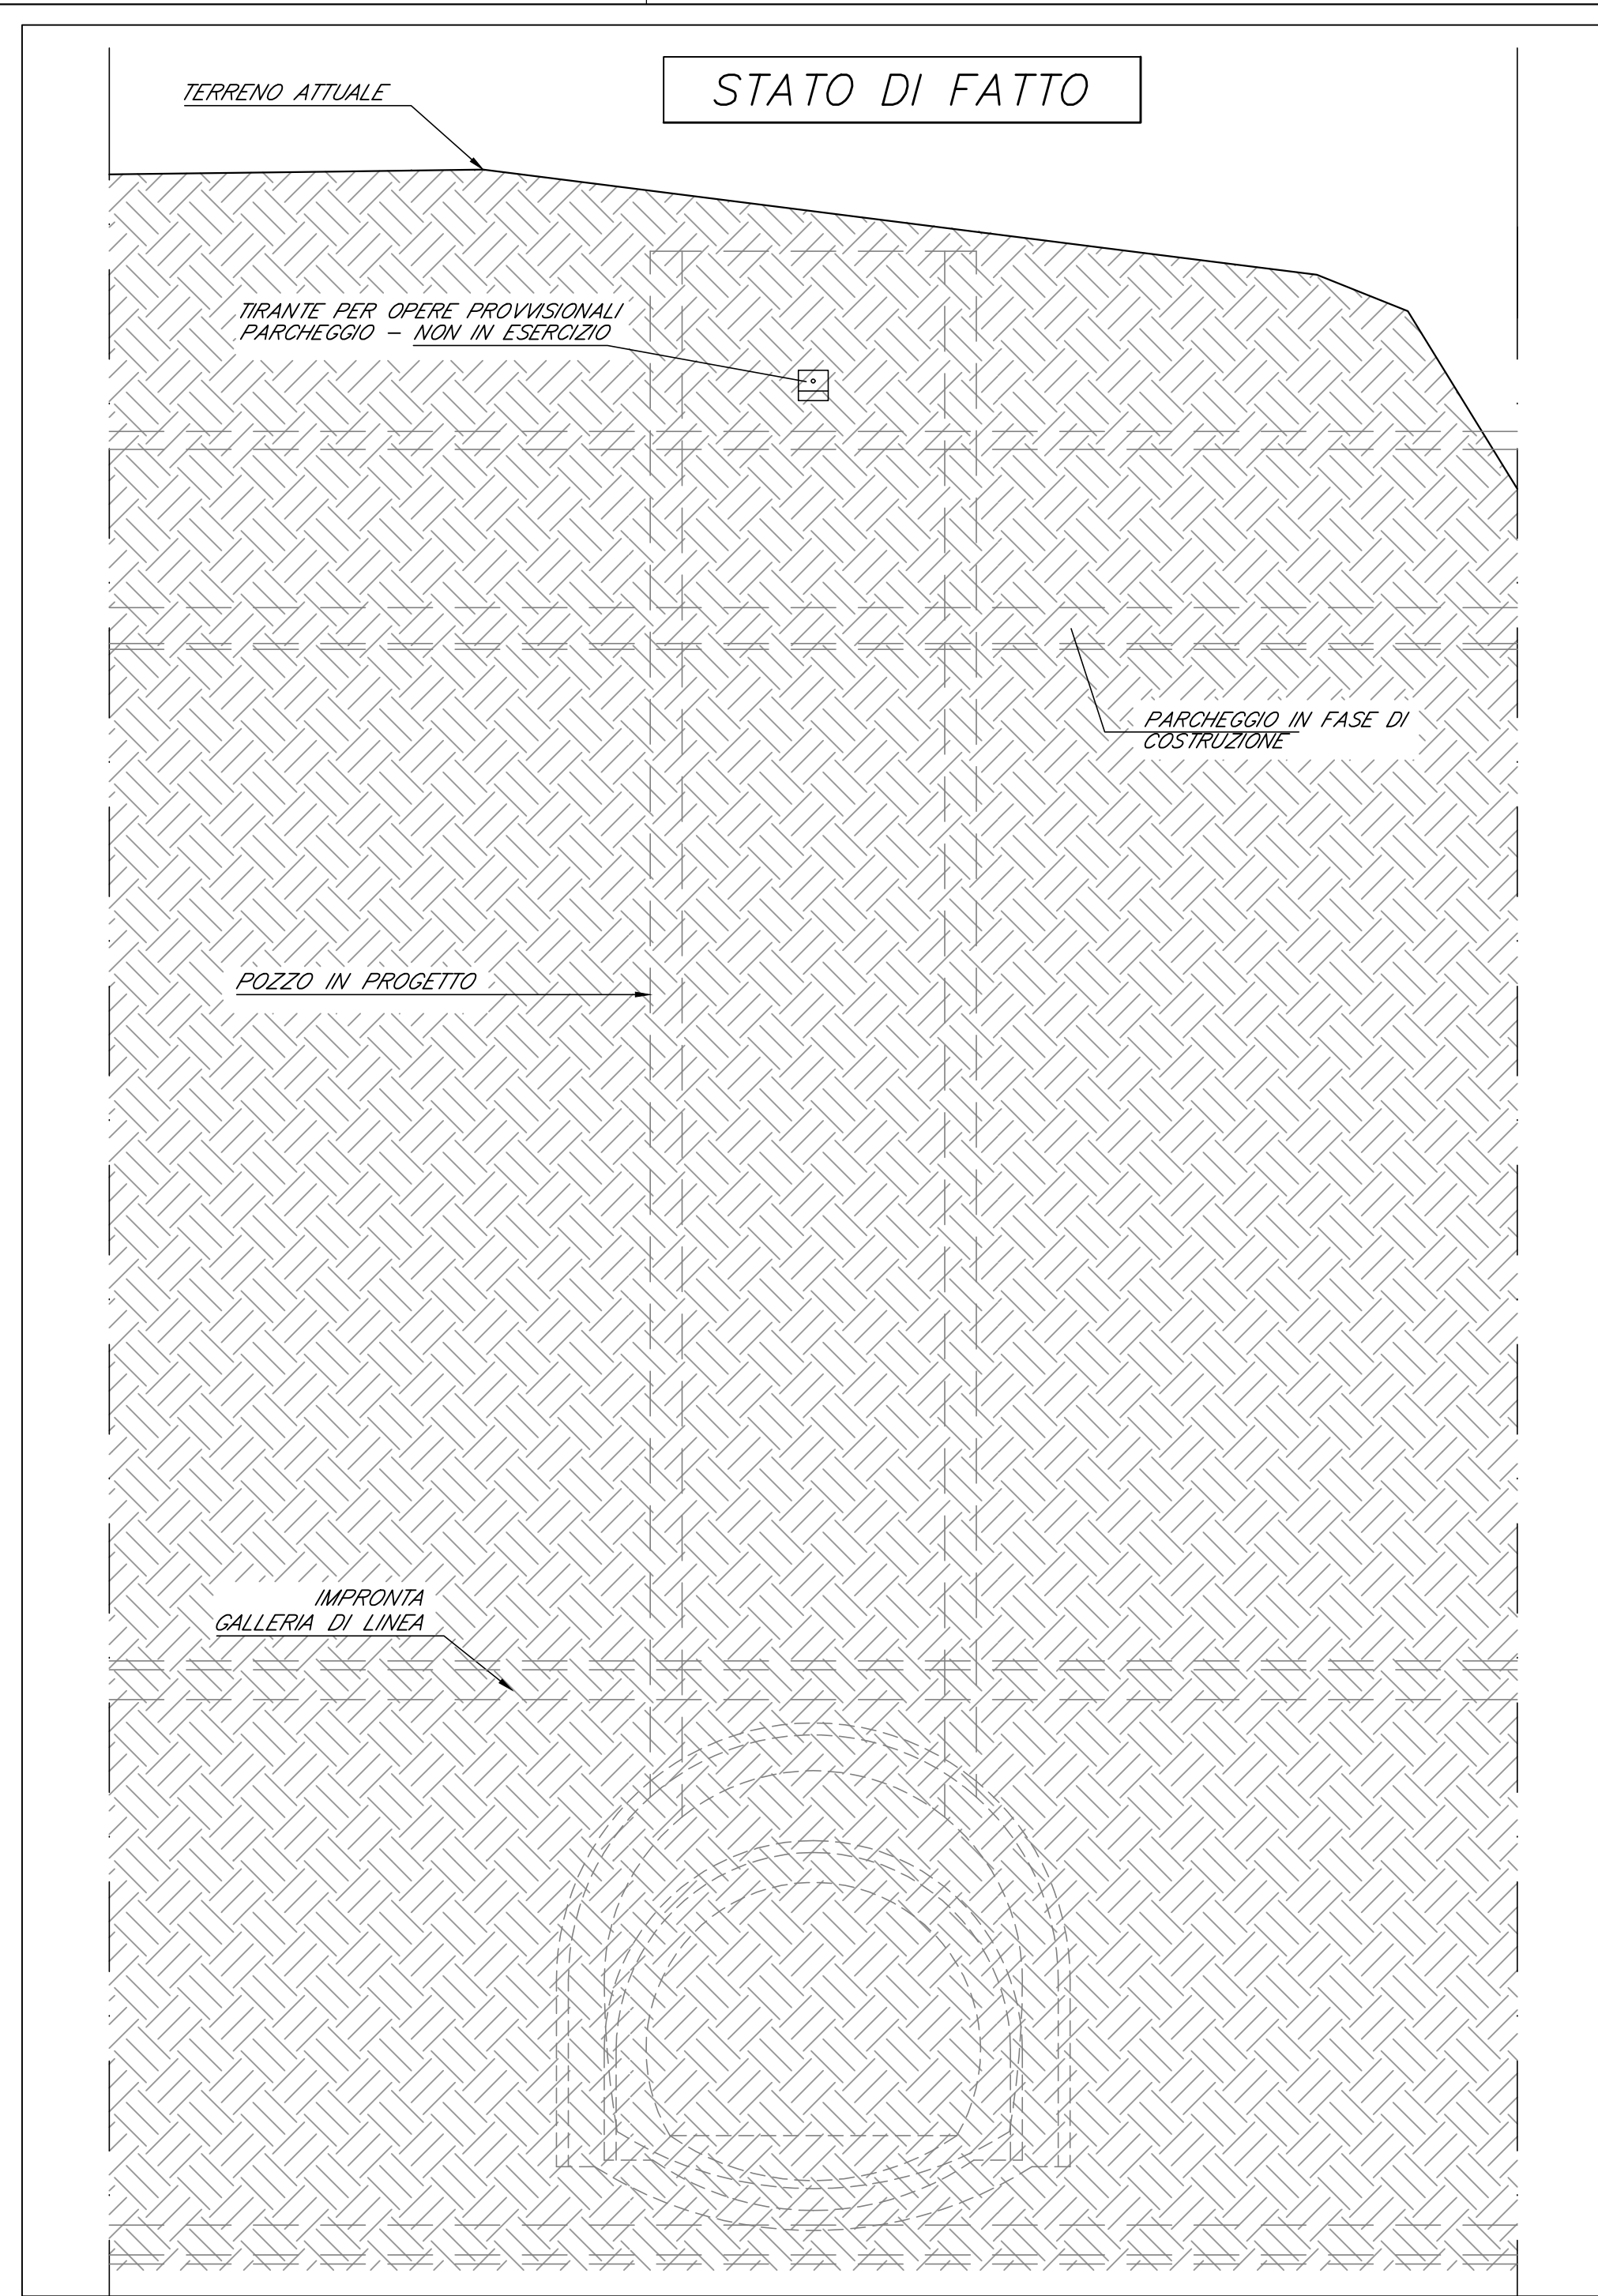 STATO DI FATTO
TERRENO ATTUALE
TIRANTE PER OPERE PROVVISIONALI
PARCHEGGIO - NON IN ESERCIZIO
PARCHEGGIO IN FASE DI
COSTRUZIONE
POZZO IN PROGETTO
IMPRONTA
GALLERIA DI LINEA